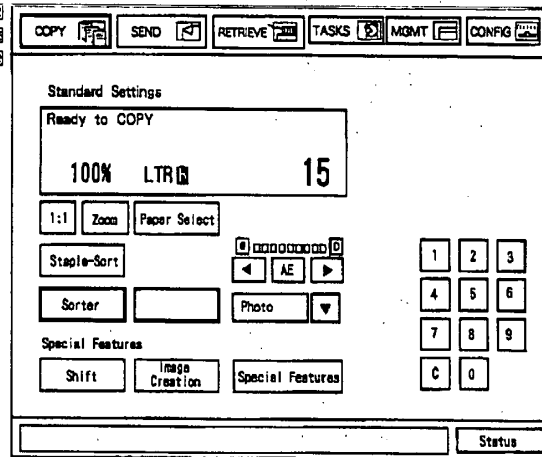 COPY SEND RETRIEVE TASKS MGMT CONFIG
Standard Settings
Ready to COPY
100% LTRR 15
1:1 Zoom Paper Select
Staple-Sort
AE
1 2 3
Sorter
Photo
4 5 6
Special Features
7 8 9
Shift
Image
Creation
Special Features
C 0
Status